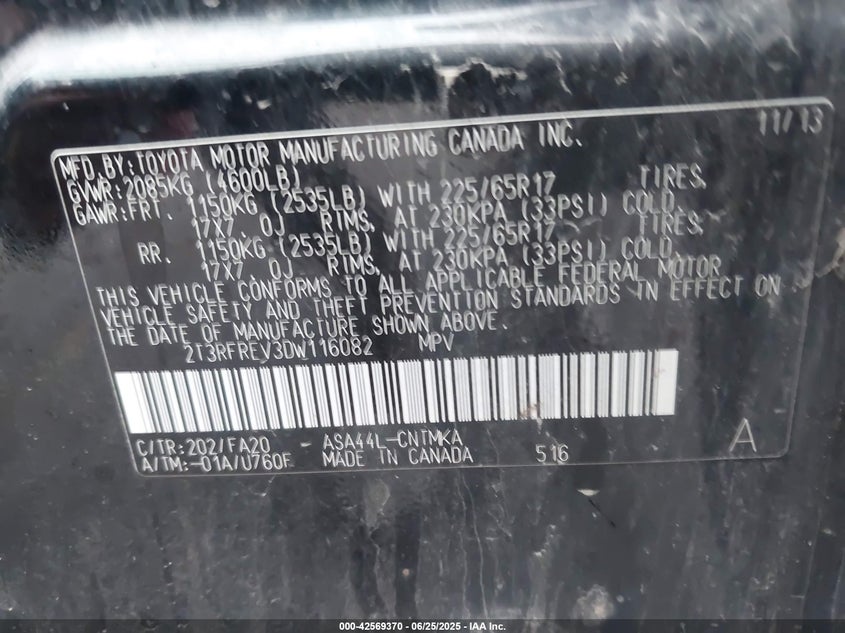 11/13
MFD. BY: TOYOTA MOTOR MANUFACTURING CANADA INC.
GVWR: 2085KG (4600LB)
GAWR: FRT. 1150KG (2535LB) WITH 225/65R17 TIRES,
17X7.0J RIMS, AT 230KPA (33PSI) COLD.
RR. 1150KG (2535LB) WITH 225/65R17 TIRES,
17X7.0J RIMS, AT 230KPA (33PSI) COLD.
THIS VEHICLE CONFORMS TO ALL APPLICABLE FEDERAL MOTOR
VEHICLE SAFETY AND THEFT PREVENTION STANDARDS IN EFFECT ON
THE DATE OF MANUFACTURE SHOWN ABOVE.
2T3RFREV3DW116082 MPV
C/TR: 202/FA20 ASA44L-CNTMKA
A/TM: -01A/U760F MADE IN CANADA 516 A
000-42569370 - 06/25/2025 - IAA Inc.